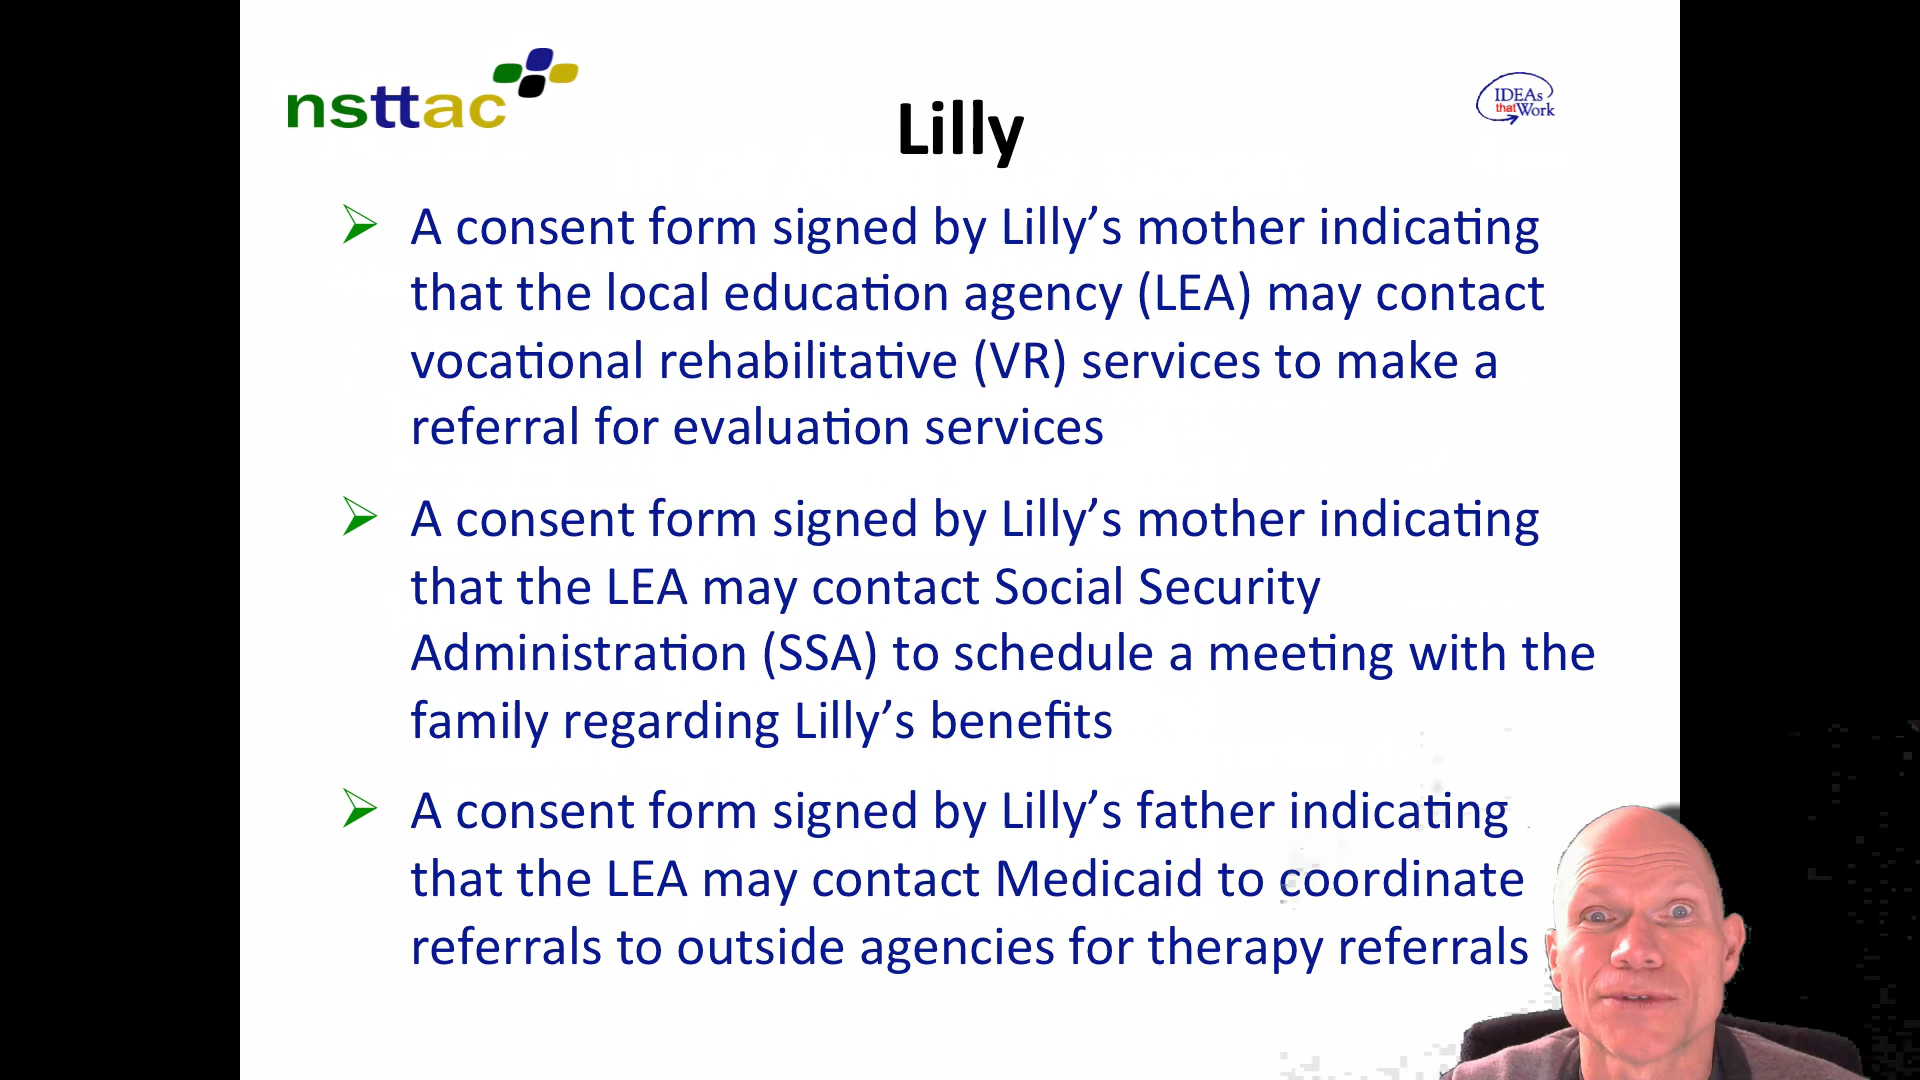 nsttac
IDEAs
that Work
Lilly
A consent form signed by Lilly’s mother indicating
that the local education agency (LEA) may contact
vocational rehabilitative (VR) services to make a
referral for evaluation services
A consent form signed by Lilly’s mother indicating
that the LEA may contact Social Security
Administration (SSA) to schedule a meeting with the
family regarding Lilly’s benefits
A consent form signed by Lilly’s father indicating
that the LEA may contact Medicaid to coordinate
referrals to outside agencies for therapy referrals